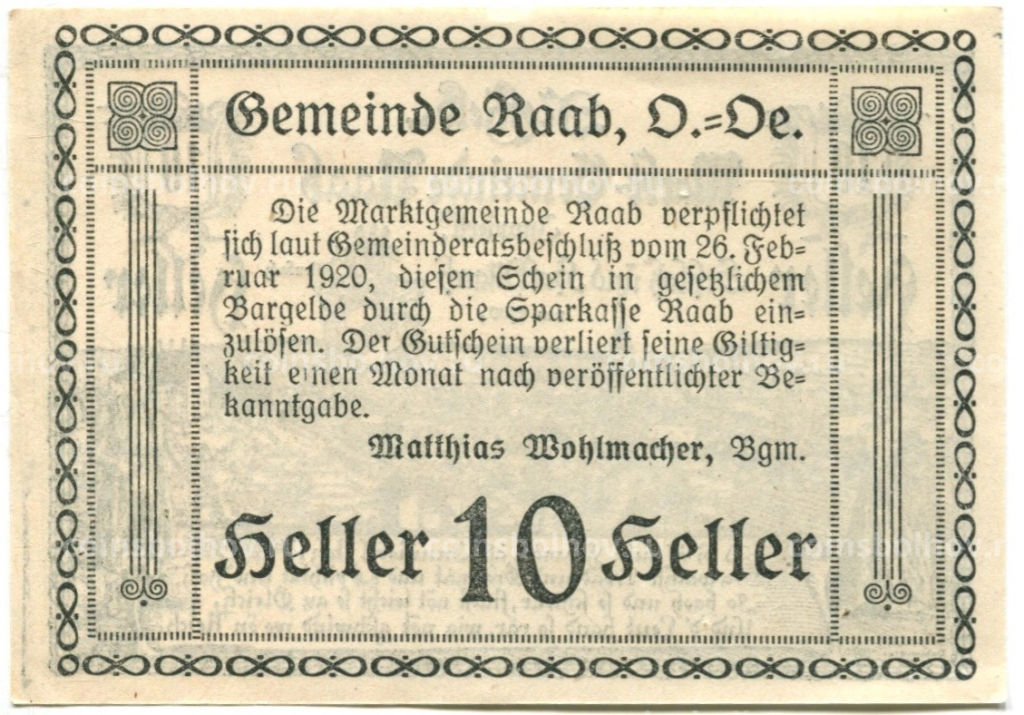 Gemeinde Raab, O.=Oe.
Die Marktgemeinde Raab verpflichtet
sich laut Gemeinderatsbeschluß vom 26. Feb=
ruar 1920, diesen Schein in gesetzlichem
Bargelde durch die Sparkasse Raab ein=
zulösen. Der Gutschein verliert seine Giltig=
keit einen Monat nach veröffentlichter Be=
kanntgabe.
Matthias Wohlmacher, Bgm.
Heller 10 Heller